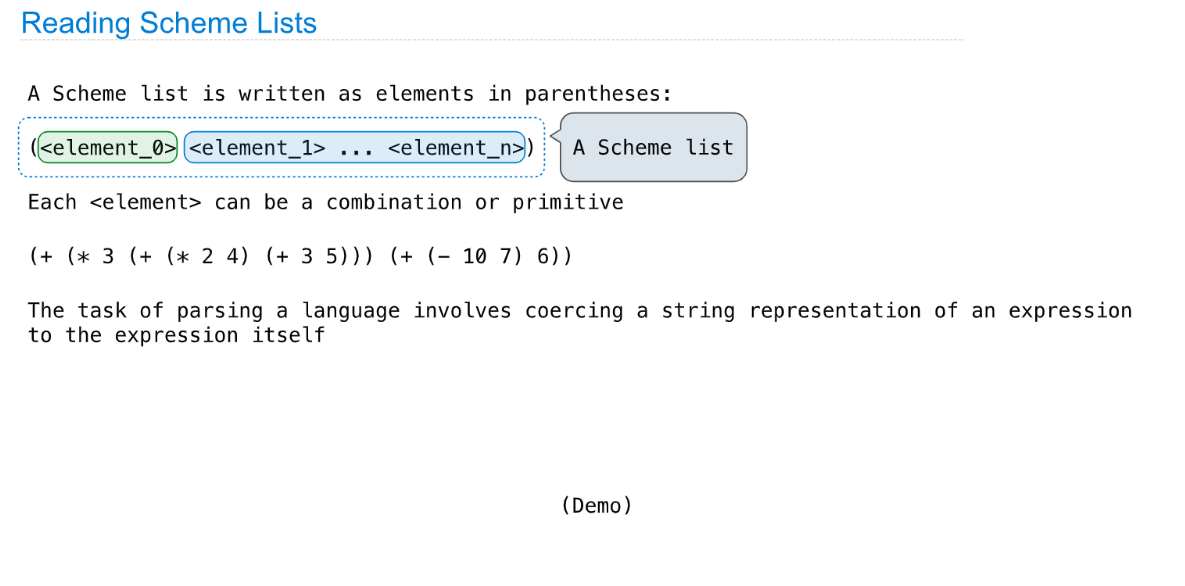 Reading Scheme Lists
A Scheme list is written as elements in parentheses:
(<element_0> <element_1> ... <element_n>)
A Scheme list
Each <element> can be a combination or primitive
(+ (* 3 (+ (* 2 4) (+ 3 5))) (+ (- 10 7) 6))
The task of parsing a language involves coercing a string representation of an expression
to the expression itself
(Demo)